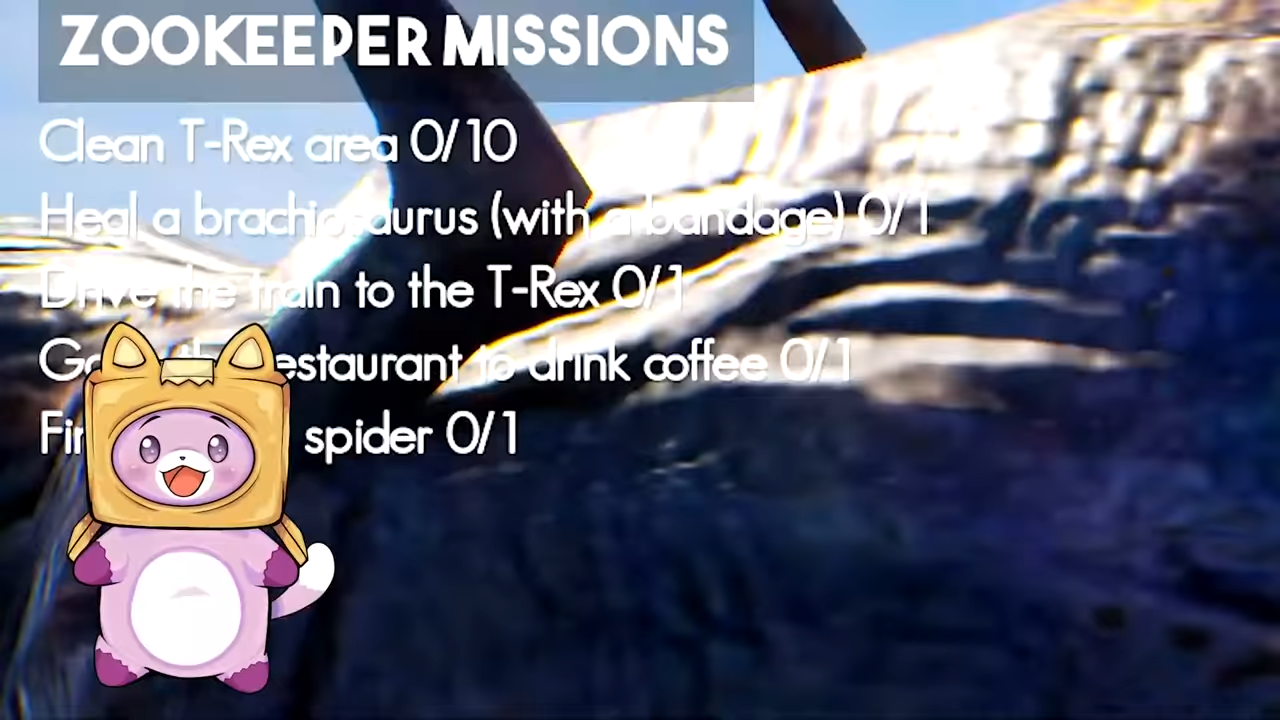 ZOOKEEPER MISSIONS
Clean T-Rex area 0/10
Heal a brachiosaurus (with a bandage) 0/1
Drive the train to the T-Rex 0/1
restaurant to drink coffee 0/1
spider 0/1